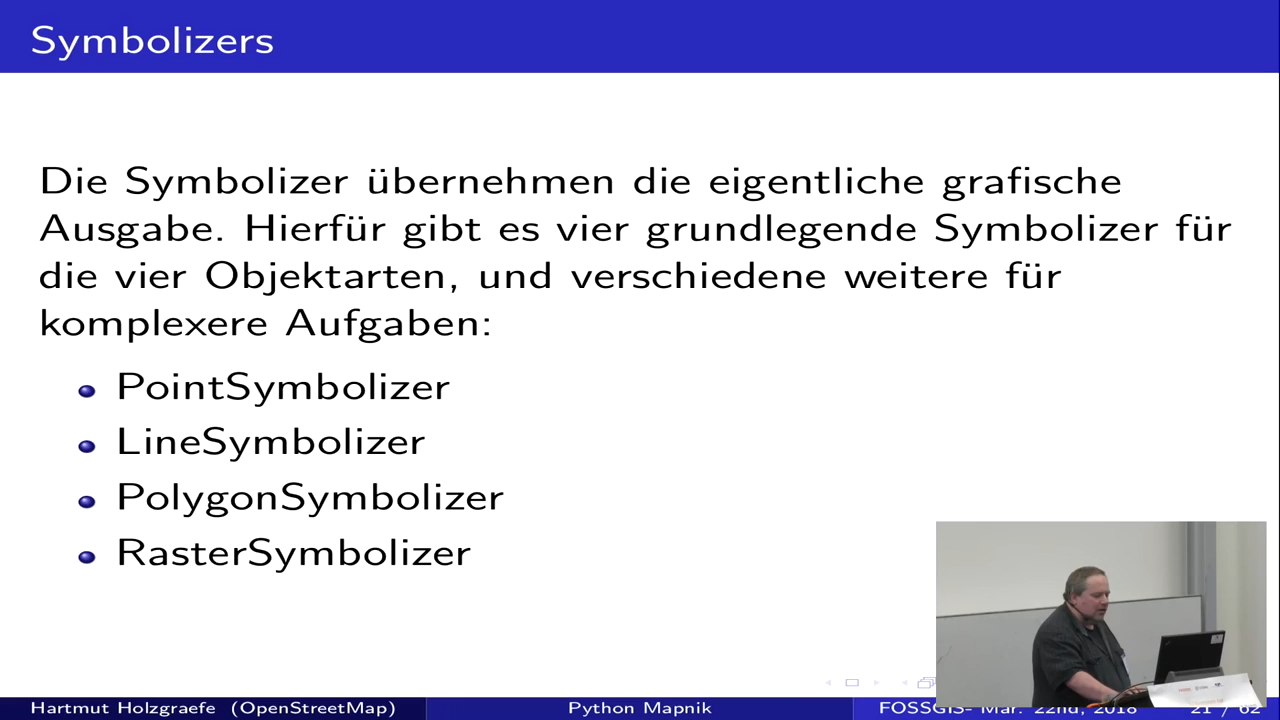 Symbolizers
Die Symbolizer übernehmen die eigentliche grafische
Ausgabe. Hierfür gibt es vier grundlegende Symbolizer für
die vier Objektarten, und verschiedene weitere für
komplexere Aufgaben:
PointSymbolizer
LineSymbolizer
PolygonSymbolizer
RasterSymbolizer
Hartmut Holzgraefe (OpenStreetMap) Python Mapnik FOSSGIS- Mar. 22nd, 2018 21 / 62